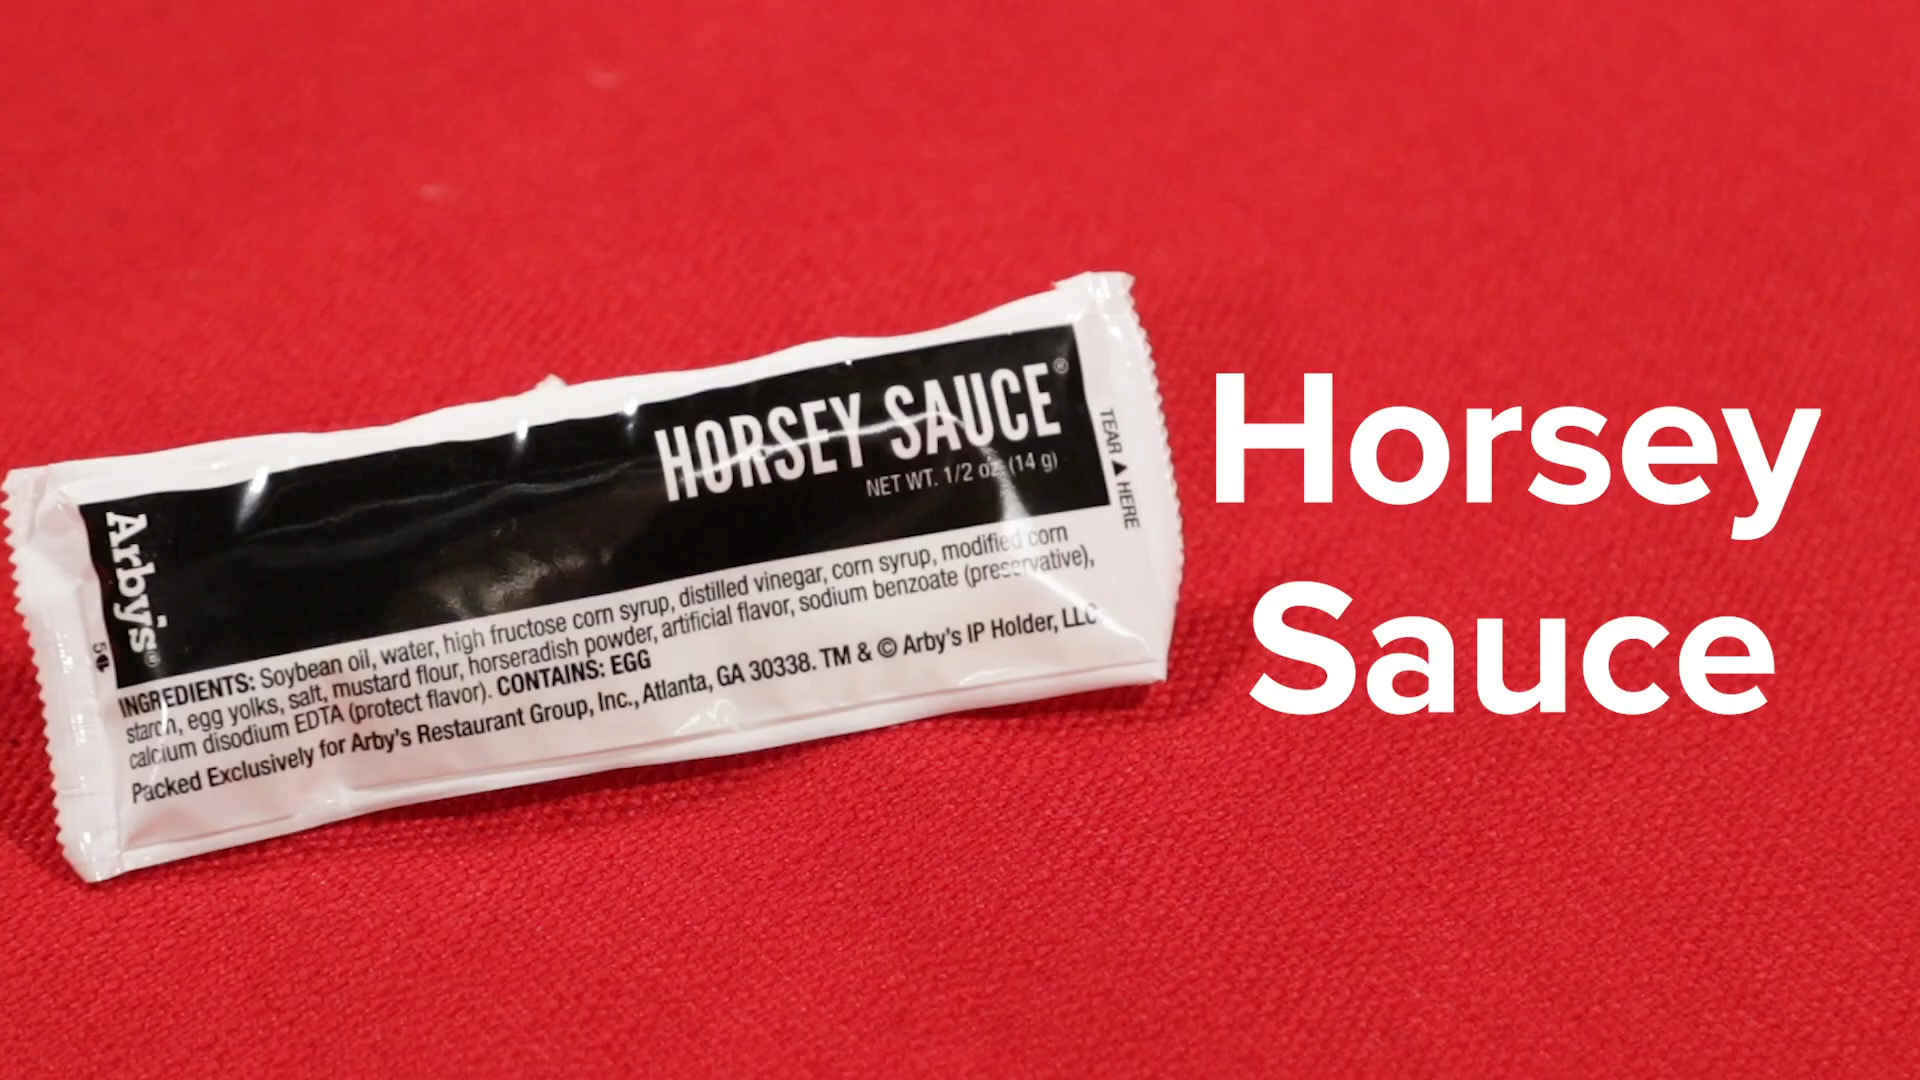 HORSEY SAUCE®
NET WT. 1/2 oz. (14 g)
TEAR ▲ HERE
Arby's®
INGREDIENTS: Soybean oil, water, high fructose corn syrup, distilled vinegar, corn syrup, modified corn
starch, egg yolks, salt, mustard flour, horseradish powder, artificial flavor, sodium benzoate (preservative),
calcium disodium EDTA (protect flavor). CONTAINS: EGG
Packed Exclusively for Arby's Restaurant Group, Inc., Atlanta, GA 30338. TM & © Arby's IP Holder, LLC
Horsey
Sauce